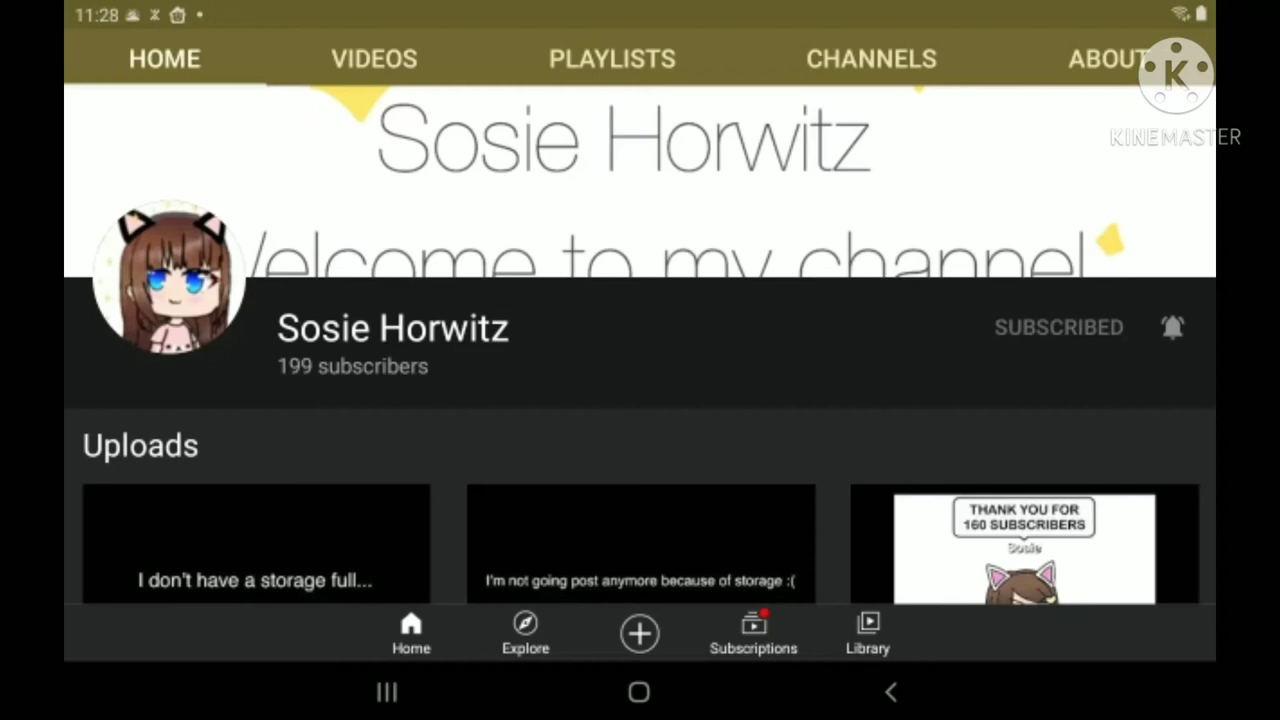 11:28
HOME VIDEOS PLAYLISTS CHANNELS ABOUT
K
KINEMASTER
Sosie Horwitz
Welcome to my channel
Sosie Horwitz
199 subscribers
SUBSCRIBED
Uploads
I don't have a storage full...
I'm not going post anymore because of storage :(
THANK YOU FOR
160 SUBSCRIBERS
Sosie
Home Explore Subscriptions Library